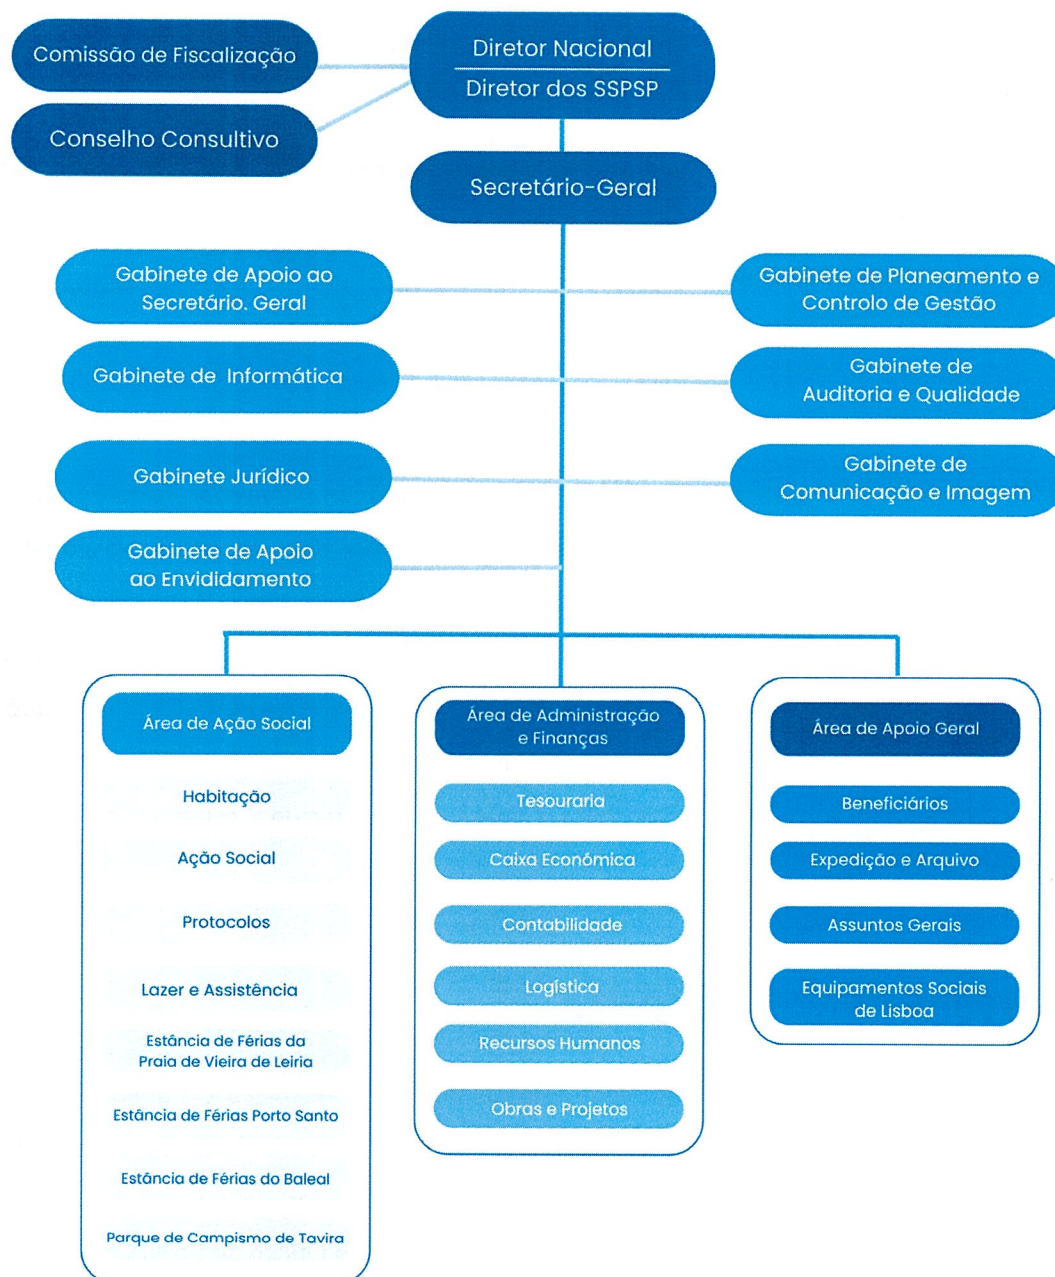 Comissão de Fiscalização
Conselho Consultivo
Diretor Nacional
Diretor dos SSPSP
Secretário-Geral
Gabinete de Apoio ao
Secretário. Geral
Gabinete de Planeamento e
Controlo de Gestão
Gabinete de Informática
Gabinete de
Auditoria e Qualidade
Gabinete Jurídico
Gabinete de
Comunicação e Imagem
Gabinete de Apoio
ao Envididamento
Área de Ação Social
Habitação
Ação Social
Protocolos
Lazer e Assistência
Estância de Férias da
Praia de Vieira de Leiria
Estância de Férias Porto Santo
Estância de Férias do Baleal
Parque de Campismo de Tavira
Área de Administração
e Finanças
Tesouraria
Caixa Económica
Contabilidade
Logística
Recursos Humanos
Obras e Projetos
Área de Apoio Geral
Beneficiários
Expedição e Arquivo
Assuntos Gerais
Equipamentos Sociais
de Lisboa